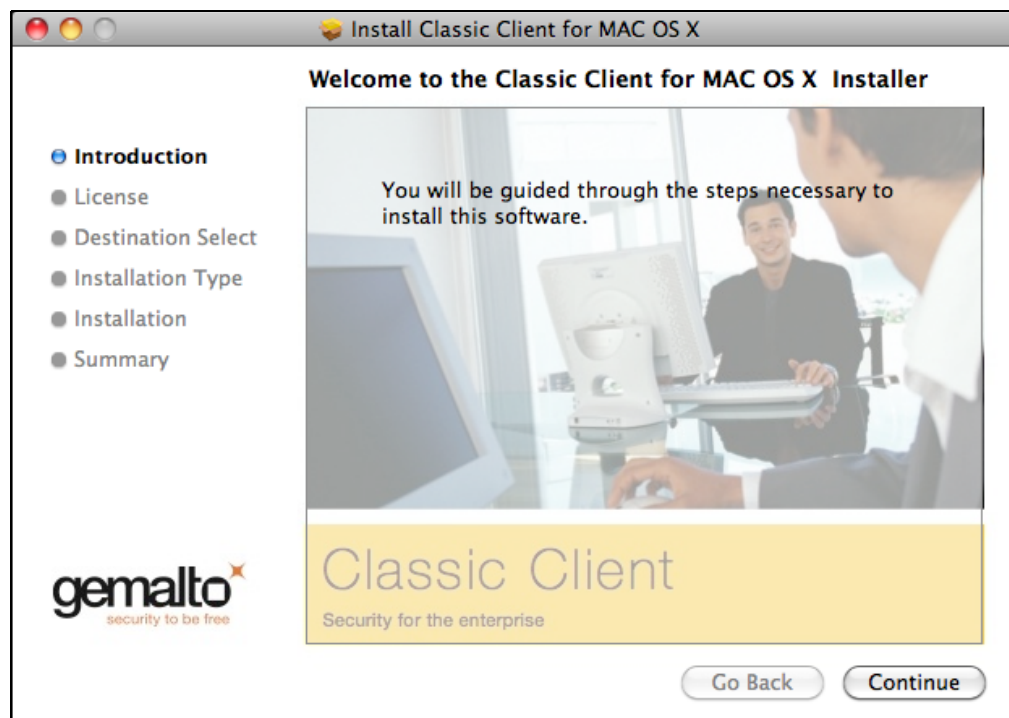 Install Classic Client for MAC OS X
Welcome to the Classic Client for MAC OS X Installer
Introduction
License
Destination Select
Installation Type
Installation
Summary
You will be guided through the steps necessary to
install this software.
gemalto
security to be free
Classic Client
Security for the enterprise
Go Back
Continue